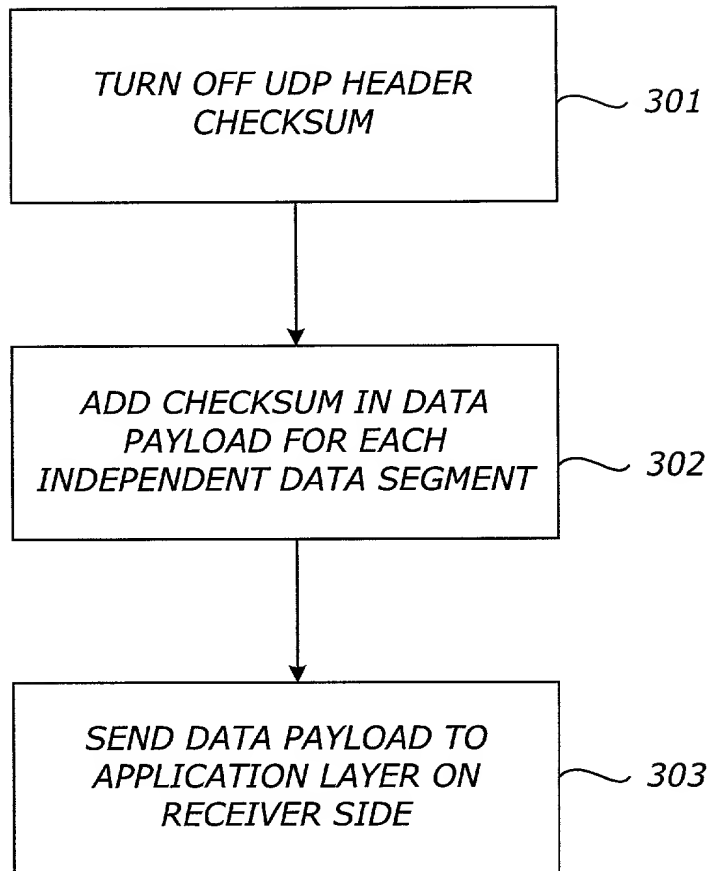 TURN OFF UDP HEADER
CHECKSUM
301
ADD CHECKSUM IN DATA
PAYLOAD FOR EACH
INDEPENDENT DATA SEGMENT
302
SEND DATA PAYLOAD TO
APPLICATION LAYER ON
RECEIVER SIDE
303